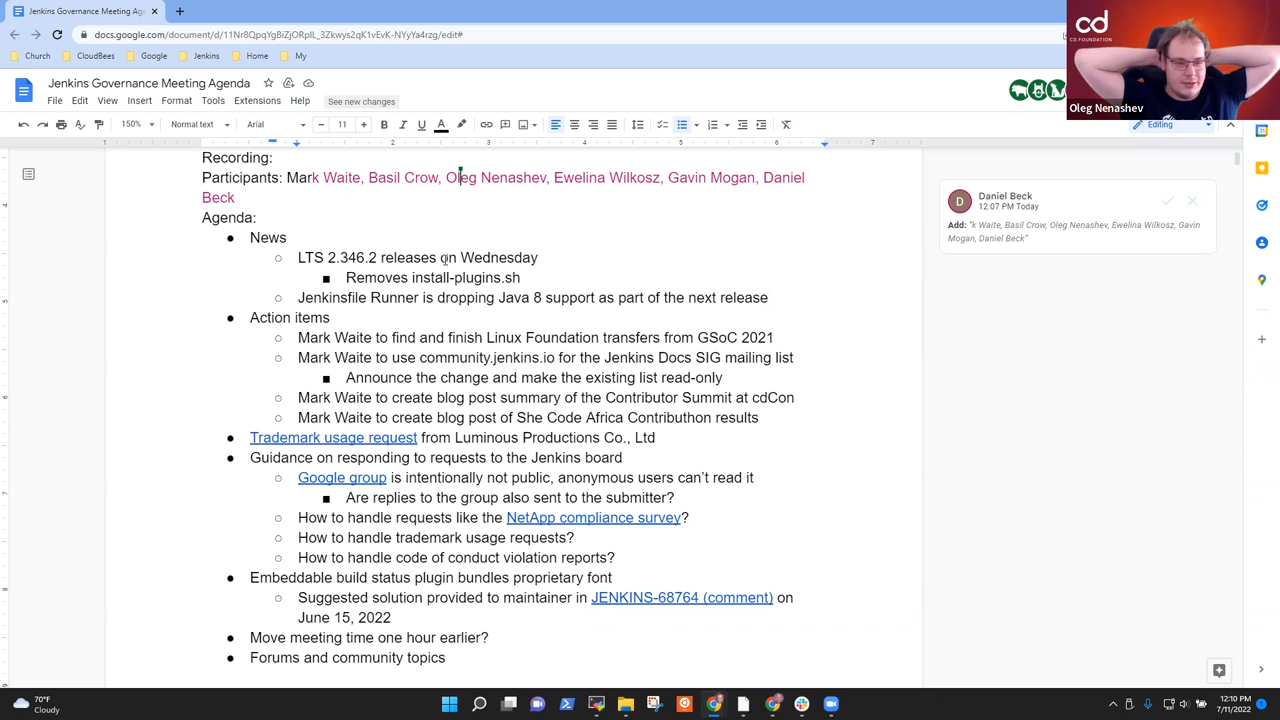 Jenkins Governance Meeting Agen
docs.google.com/document/d/11Nr8QpqYgBiZjORpIL_3Zkwys2qK1vEvK-NYyYa4rzg/edit#
Church
CloudBees
Google
Jenkins
Home
My
cd
CD.FOUNDATION
Oleg Nenashev
Jenkins Governance Meeting Agenda
File Edit View Insert Format Tools Extensions Help
See new changes
150%
Normal text
Arial
11
Editing
Recording:
Participants: Mark Waite, Basil Crow, Oleg Nenashev, Ewelina Wilkosz, Gavin Mogan, Daniel
Beck
Agenda:
● News
○ LTS 2.346.2 releases on Wednesday
■ Removes install-plugins.sh
○ Jenkinsfile Runner is dropping Java 8 support as part of the next release
● Action items
○ Mark Waite to find and finish Linux Foundation transfers from GSoC 2021
○ Mark Waite to use community.jenkins.io for the Jenkins Docs SIG mailing list
■ Announce the change and make the existing list read-only
○ Mark Waite to create blog post summary of the Contributor Summit at cdCon
○ Mark Waite to create blog post of She Code Africa Contributhon results
● Trademark usage request from Luminous Productions Co., Ltd
● Guidance on responding to requests to the Jenkins board
○ Google group is intentionally not public, anonymous users can't read it
■ Are replies to the group also sent to the submitter?
○ How to handle requests like the NetApp compliance survey?
○ How to handle trademark usage requests?
○ How to handle code of conduct violation reports?
● Embeddable build status plugin bundles proprietary font
○ Suggested solution provided to maintainer in JENKINS-68764 (comment) on
June 15, 2022
● Move meeting time one hour earlier?
● Forums and community topics
D
Daniel Beck
12:07 PM Today
Add: "k Waite, Basil Crow, Oleg Nenashev, Ewelina Wilkosz, Gavin
Mogan, Daniel Beck"
70°F
Cloudy
12:10 PM
7/11/2022